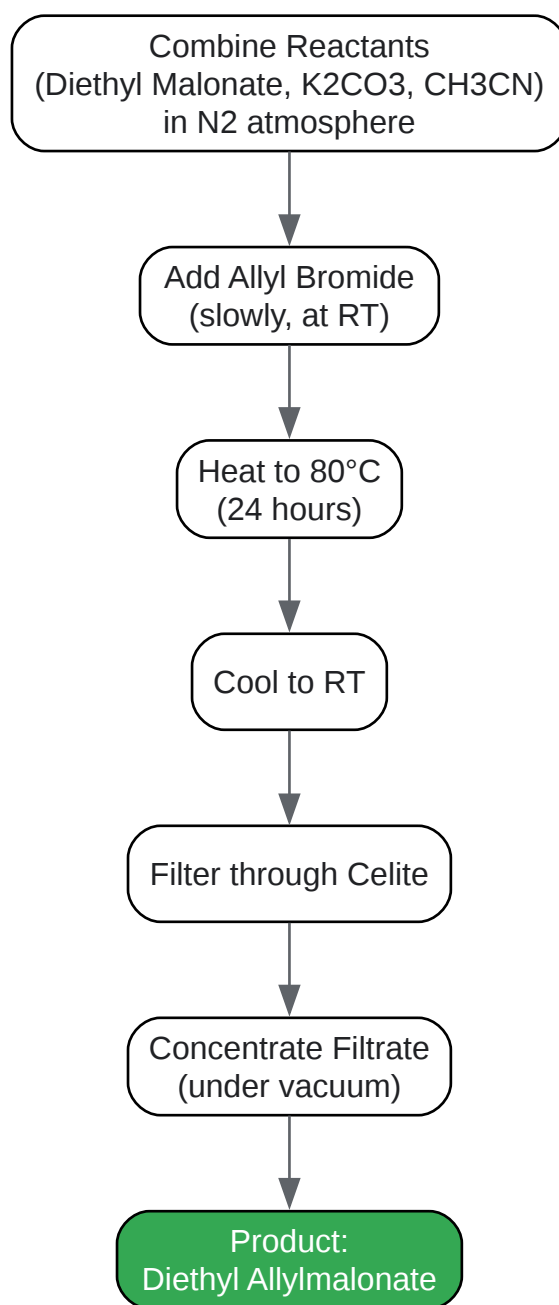 Combine Reactants
(Diethyl Malonate, K2CO3, CH3CN)
in N2 atmosphere
Add Allyl Bromide
(slowly, at RT)
Heat to 80°C
(24 hours)
Cool to RT
Filter through Celite
Concentrate Filtrate
(under vacuum)
Product:
Diethyl Allylmalonate